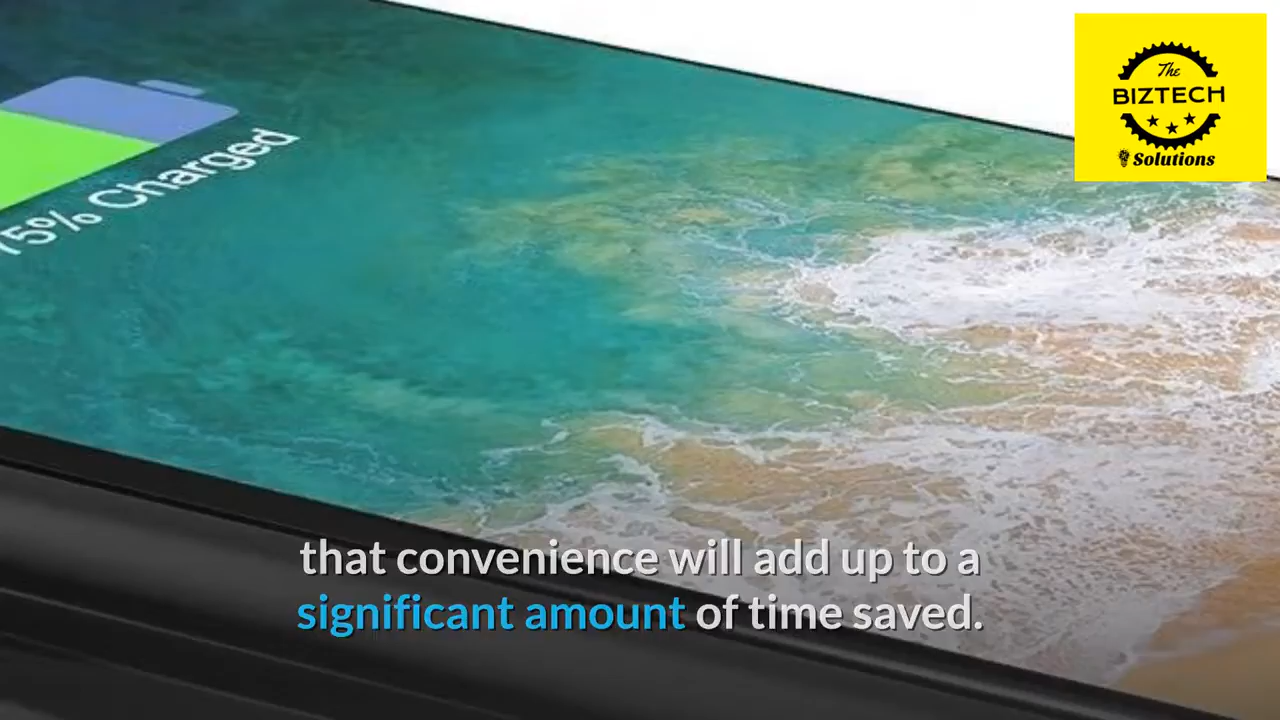 The
BIZTECH
Solutions
75% Charged
that convenience will add up to a
significant amount of time saved.